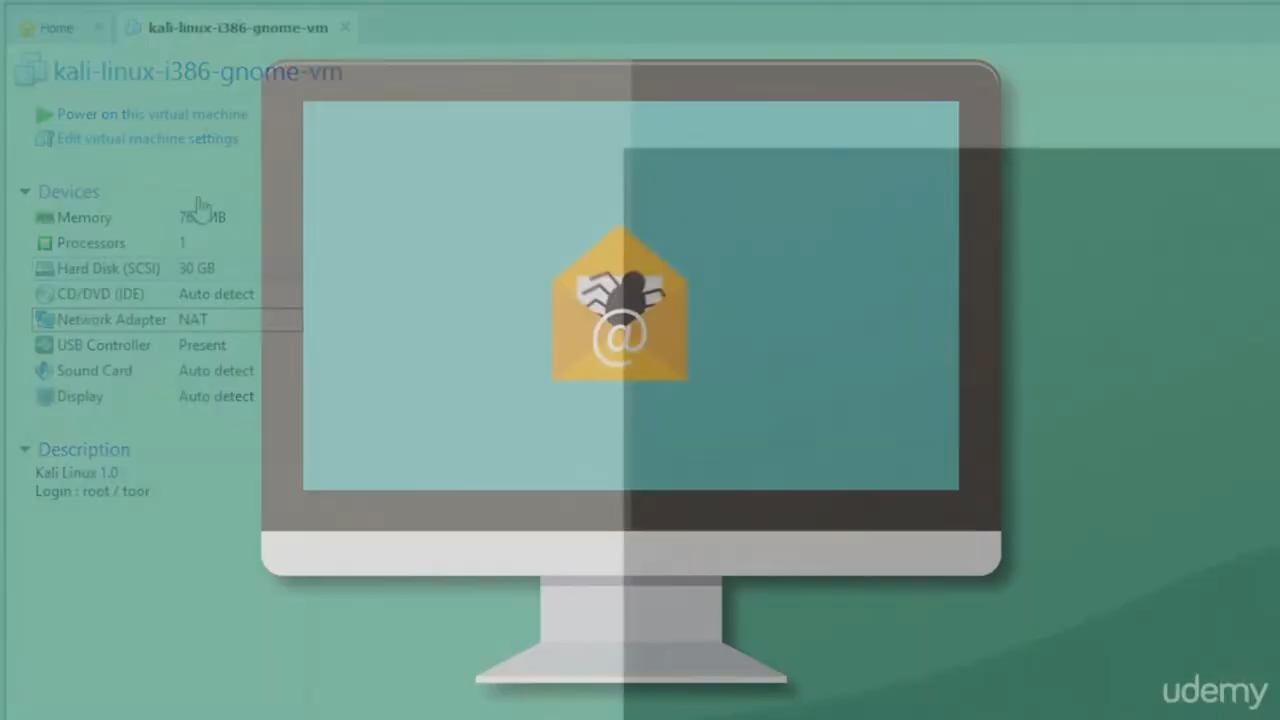 Home
kali-linux-i386-gnome-vm
kali-linux-i386-gnome-vm
Power on this virtual machine
Edit virtual machine settings
Devices
Memory
Processors 1
Hard Disk (SCSI) 30 GB
CD/DVD (IDE) Auto detect
Network Adapter NAT
USB Controller Present
Sound Card Auto detect
Display Auto detect
@
Description
Kali Linux 1.0
Login : root / toor
udemy